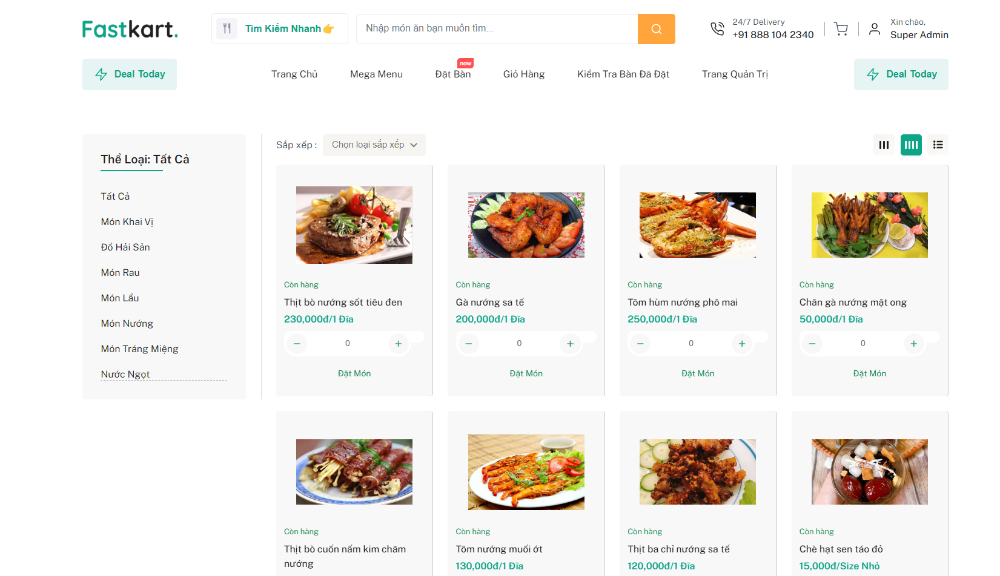 Fastkart.
Tìm Kiếm Nhanh👉
Nhập món ăn bạn muốn tìm...
24/7 Delivery
+91 888 104 2340
Xin chào,
Super Admin
Deal Today
Trang Chủ
Mega Menu
Đặt Bàn
now
Giỏ Hàng
Kiểm Tra Bàn Đã Đặt
Trang Quản Trị
Deal Today
Thể Loại: Tất Cả
Tất Cả
Món Khai Vị
Đồ Hải Sản
Món Rau
Món Lẩu
Món Nướng
Món Tráng Miệng
Nước Ngọt
Sắp xếp :
Chọn loại sắp xếp
Còn hàng
Thịt bò nướng sốt tiêu đen
230,000đ/1 Đĩa
− 0 +
Đặt Món
Còn hàng
Gà nướng sa tế
200,000đ/1 Đĩa
− 0 +
Đặt Món
Còn hàng
Tôm hùm nướng phô mai
250,000đ/1 Đĩa
− 0 +
Đặt Món
Còn hàng
Chân gà nướng mật ong
50,000đ/1 Đĩa
− 0 +
Đặt Món
Còn hàng
Thịt bò cuốn nấm kim châm
nướng
Còn hàng
Tôm nướng muối ớt
130,000đ/1 Đĩa
Còn hàng
Thịt ba chỉ nướng sa tế
120,000đ/1 Đĩa
Còn hàng
Chè hạt sen táo đỏ
15,000đ/Size Nhỏ